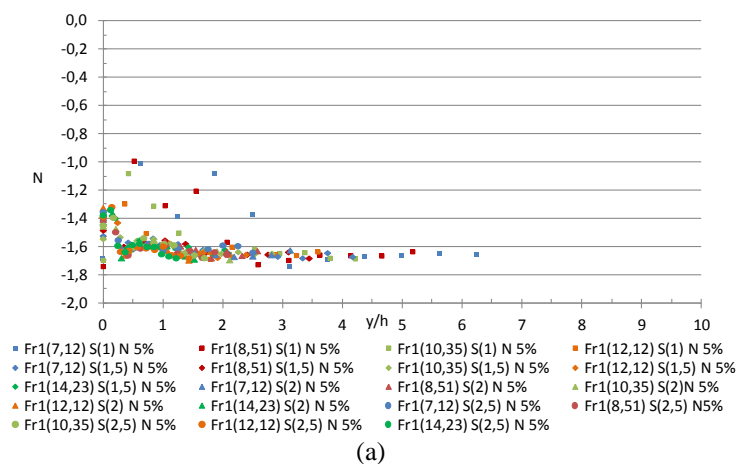 0,0
-0,2
-0,4
-0,6
-0,8
-1,0
N
-1,2
-1,4
-1,6
-1,8
-2,0
0 1 2 3 4 5 6 7 8 9 10
y/h
Fr1(7,12) S(1) N 5% Fr1(8,51) S(1) N 5% Fr1(10,35) S(1) N 5% Fr1(12,12) S(1) N 5%
Fr1(7,12) S(1,5) N 5% Fr1(8,51) S(1,5) N 5% Fr1(10,35) S(1,5) N 5% Fr1(12,12) S(1,5)N 5%
Fr1(14,23) S(1,5) N 5% Fr1(7,12) S(2) N 5% Fr1(8,51) S(2) N 5% Fr1(10,35) S(2)N 5%
Fr1(12,12) S(2) N 5% Fr1(14,23) S(2) N 5% Fr1(7,12) S(2,5) N 5% Fr1(8,51) S(2,5) N5%
Fr1(10,35) S(2,5) N 5% Fr1(12,12) S(2,5) N 5% Fr1(14,23) S(2,5) N 5%
(a)